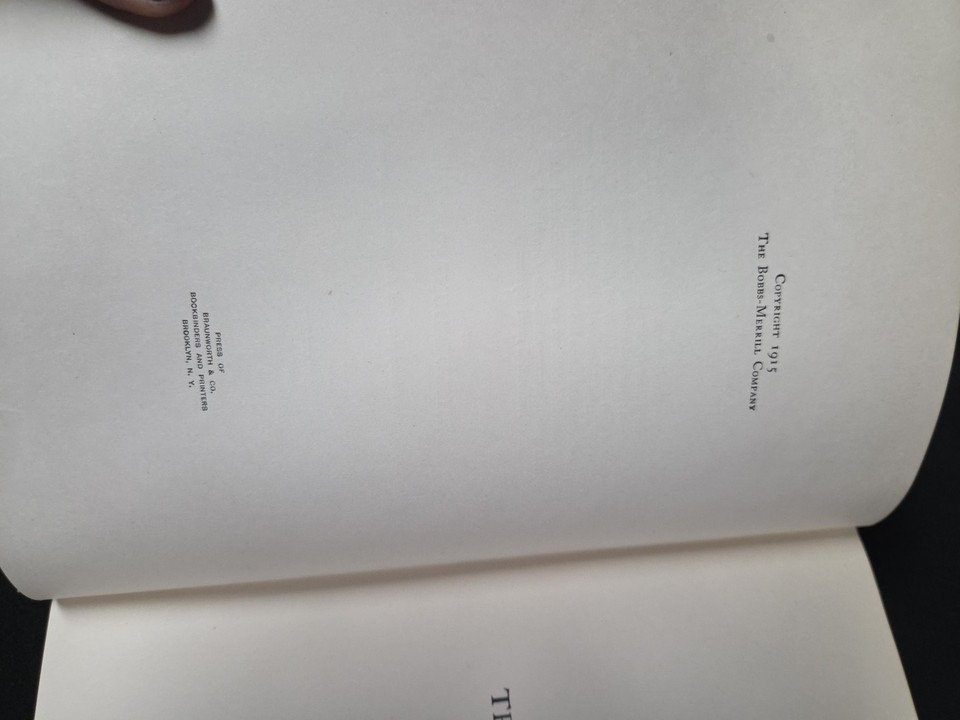 COPYRIGHT 1915
THE BOBBS-MERRILL COMPANY
PRESS OF
BRAUNWORTH & CO.
BOOKBINDERS AND PRINTERS
BROOKLYN, N. Y.